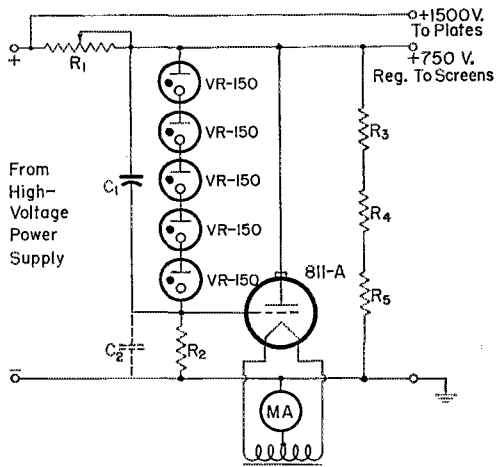 +1500V.
To Plates
+
R1
+750 V.
Reg. To Screens
VR-150
VR-150
VR-150
VR-150
VR-150
R3
R4
R5
From
High-
Voltage
Power
Supply
C1
811-A
C2
R2
-
MA